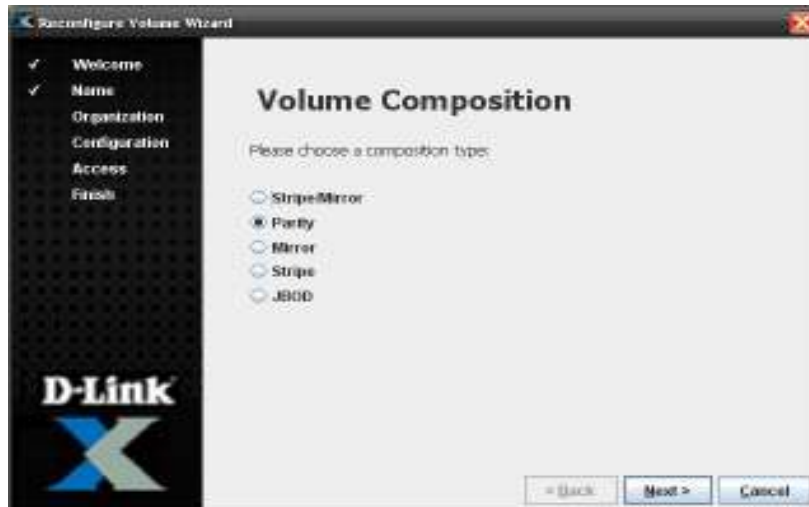 Reconfigure Volume Wizard
Welcome
Name
Organization
Configuration
Access
Finish
Volume Composition
Please choose a composition type:
Stripe/Mirror
Parity
Mirror
Stripe
JBOD
D-Link
< Back
Next >
Cancel